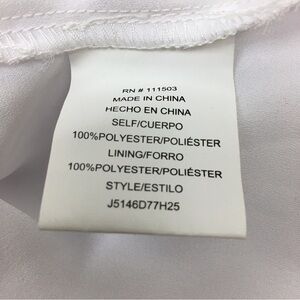 RN # 111503
MADE IN CHINA
HECHO EN CHINA
SELF/CUERPO
100%POLYESTER/POLIÉSTER
LINING/FORRO
100%POLYESTER/POLIÉSTER
STYLE/ESTILO
J5146D77H25